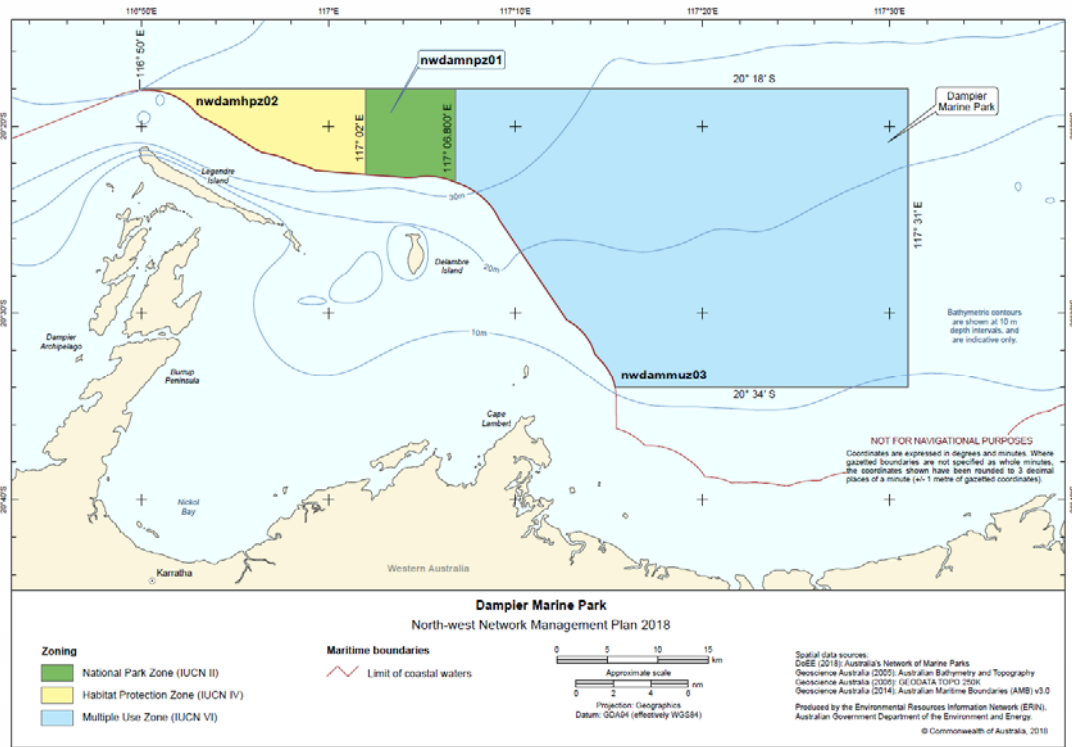 116°50'E
117°E
117°10'E
117°20'E
117°30'E
116° 50' E
nwdamnpz01
20° 18' S
nwdamhpz02
Dampier
Marine Park
20°20'S
117° 02' E
117° 06.800' E
Legendre
Island
30m
117° 31' E
20m
Delambre
Island
20°30'S
Bathymetric contours
are shown at 10 m
depth intervals, and
are indicative only.
Dampier
Archipelago
10m
Burrup
Peninsula
nwdammuz03
20° 34' S
Cape
Lambert
NOT FOR NAVIGATIONAL PURPOSES
Coordinates are expressed in degrees and minutes. Where
gazetted boundaries are not specified as whole minutes,
the coordinates shown have been rounded to 3 decimal
places of a minute (+/- 1 metre of gazetted coordinates).
20°40'S
Nickol
Bay
Karratha
Western Australia
Dampier Marine Park
North-west Network Management Plan 2018
Zoning
National Park Zone (IUCN II)
Habitat Protection Zone (IUCN IV)
Multiple Use Zone (IUCN VI)
Maritime boundaries
Limit of coastal waters
0 5 10 15
km
Approximate scale
nm
0 2 4 6
Projection: Geographics
Datum: GDA94 (effectively WGS84)
Spatial data sources:
DoEE (2018): Australia's Network of Marine Parks
Geoscience Australia (2005): Australian Bathymetry and Topography
Geoscience Australia (2006): GEODATA TOPO 250K
Geoscience Australia (2014): Australian Maritime Boundaries (AMB) v3.0
Produced by the Environmental Resources Information Network (ERIN),
Australian Government Department of the Environment and Energy.
© Commonwealth of Australia, 2018